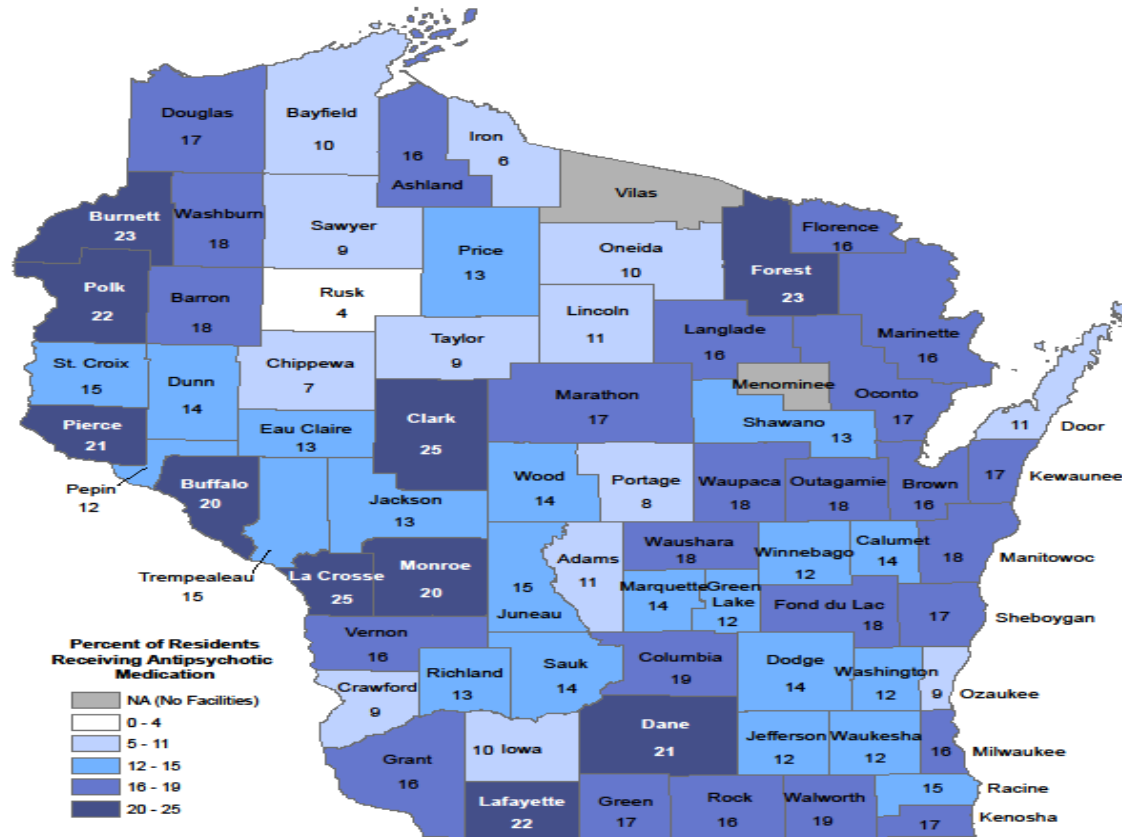 Douglas
17
Bayfield
10
16
Ashland
Iron
6
Vilas
Burnett
23
Washburn
18
Sawyer
9
Price
13
Oneida
10
Forest
23
Florence
16
Polk
22
Barron
18
Rusk
4
Taylor
9
Lincoln
11
Langlade
16
Marinette
16
St. Croix
15
Dunn
14
Chippewa
7
Clark
25
Marathon
17
Menominee
Oconto
17
Shawano
13
11
Door
Pierce
21
Eau Claire
13
Pepin
12
Buffalo
20
Jackson
13
Wood
14
Portage
8
Waupaca
18
Outagamie
18
Brown
16
17
Kewaunee
Trempealeau
15
La Crosse
25
Monroe
20
15
Juneau
Adams
11
Waushara
18
Winnebago
12
Calumet
14
18
Manitowoc
Marquette
14
Green
Lake
12
Fond du Lac
18
17
Sheboygan
Vernon
16
Richland
13
Sauk
14
Columbia
19
Dodge
14
Washington
12
9
Ozaukee
Crawford
9
Grant
16
10 Iowa
Dane
21
Jefferson
12
Waukesha
12
16
Milwaukee
Lafayette
22
Green
17
Rock
16
Walworth
19
15
Racine
17
Kenosha
Percent of Residents
Receiving Antipsychotic
Medication
NA (No Facilities)
0 - 4
5 - 11
12 - 15
16 - 19
20 - 25